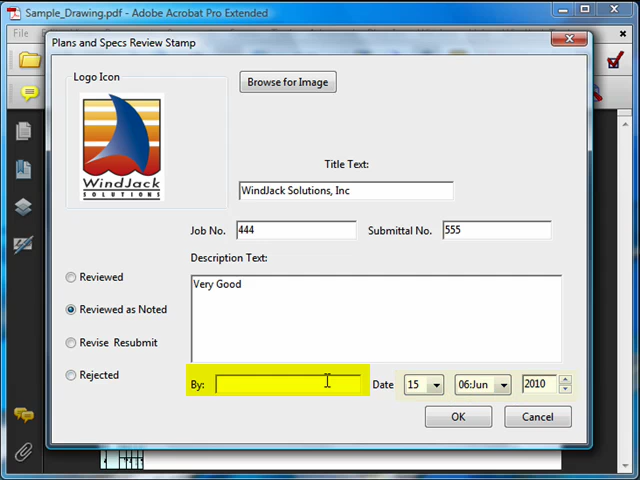 Sample_Drawing.pdf - Adobe Acrobat Pro Extended
File
Plans and Specs Review Stamp
Logo Icon
Browse for Image
WindJack
SOLUTIONS
Title Text:
WindJack Solutions, Inc
Job No. 444 Submittal No. 555
Description Text:
Very Good
Reviewed
Reviewed as Noted
Revise Resubmit
Rejected
By: Date 15 06:Jun 2010
OK Cancel